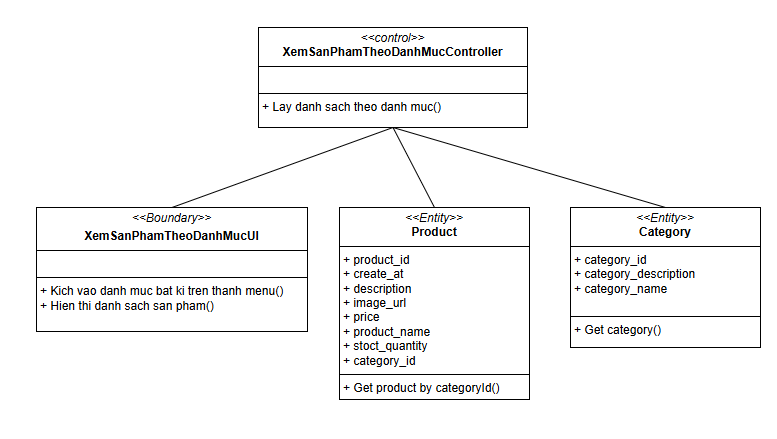 <<control>>
XemSanPhamTheoDanhMucController
+ Lay danh sach theo danh muc()
<<Boundary>>
XemSanPhamTheoDanhMucUI
+ Kich vao danh muc bat ki tren thanh menu()
+ Hien thi danh sach san pham()
<<Entity>>
Product
+ product_id
+ create_at
+ description
+ image_url
+ price
+ product_name
+ stoct_quantity
+ category_id
+ Get product by categoryId()
<<Entity>>
Category
+ category_id
+ category_description
+ category_name
+ Get category()